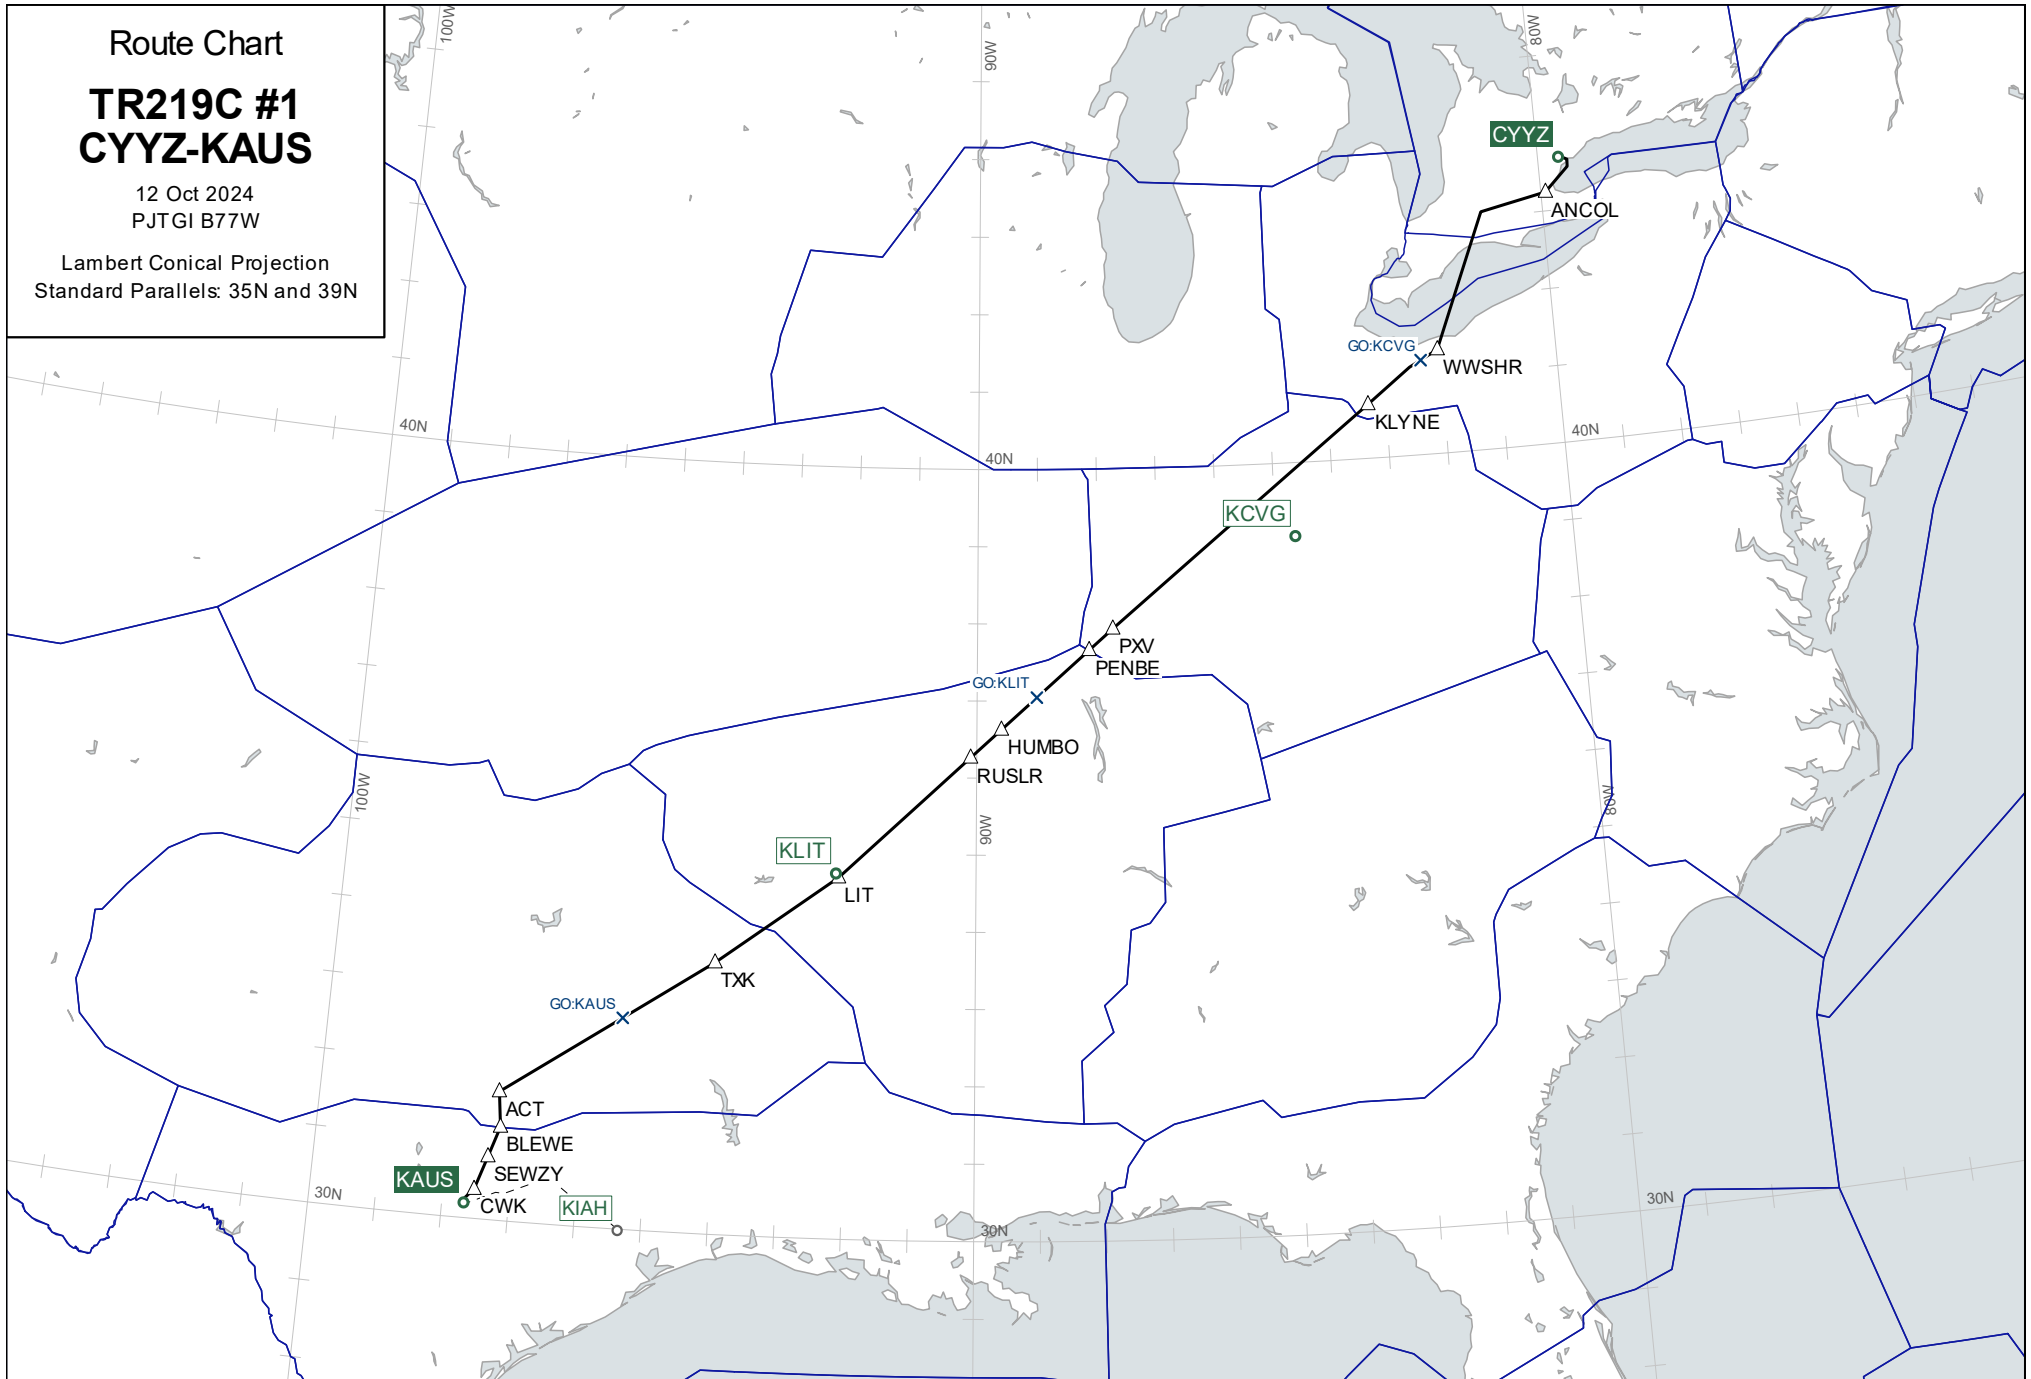 Route Chart
TR219C #1
CYYZ-KAUS
12 Oct 2024
PJTGI B77W
Lambert Conical Projection
Standard Parallels: 35N and 39N
100W
90W
80W
CYYZ
ANCOL
GO:KCVG
WWSHR
KLYNE
40N
40N
40N
KCVG
PXV
PENBE
GO:KLIT
HUMBO
RUSLR
100W
90W
80W
KLIT
LIT
TXK
GO:KAUS
ACT
BLEWE
SEWZY
KAUS
CWK
KIAH
30N
30N
30N